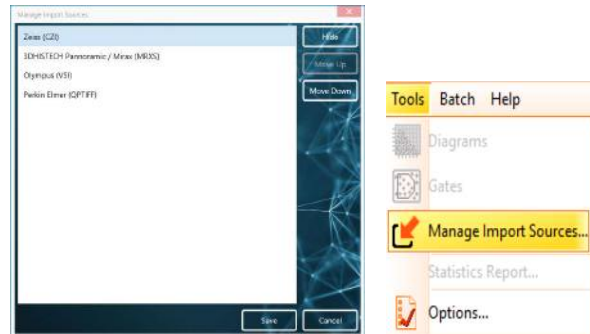 Manage Import Sources
Zeiss (CZI)
3DHISTECH Pannoramic / Mirax (MRXS)
Olympus (VSI)
Perkin Elmer (QPTIFF)
Hide
Move Up
Move Down
Save
Cancel
Tools Batch Help
Diagrams
Gates
Manage Import Sources...
Statistics Report...
Options...